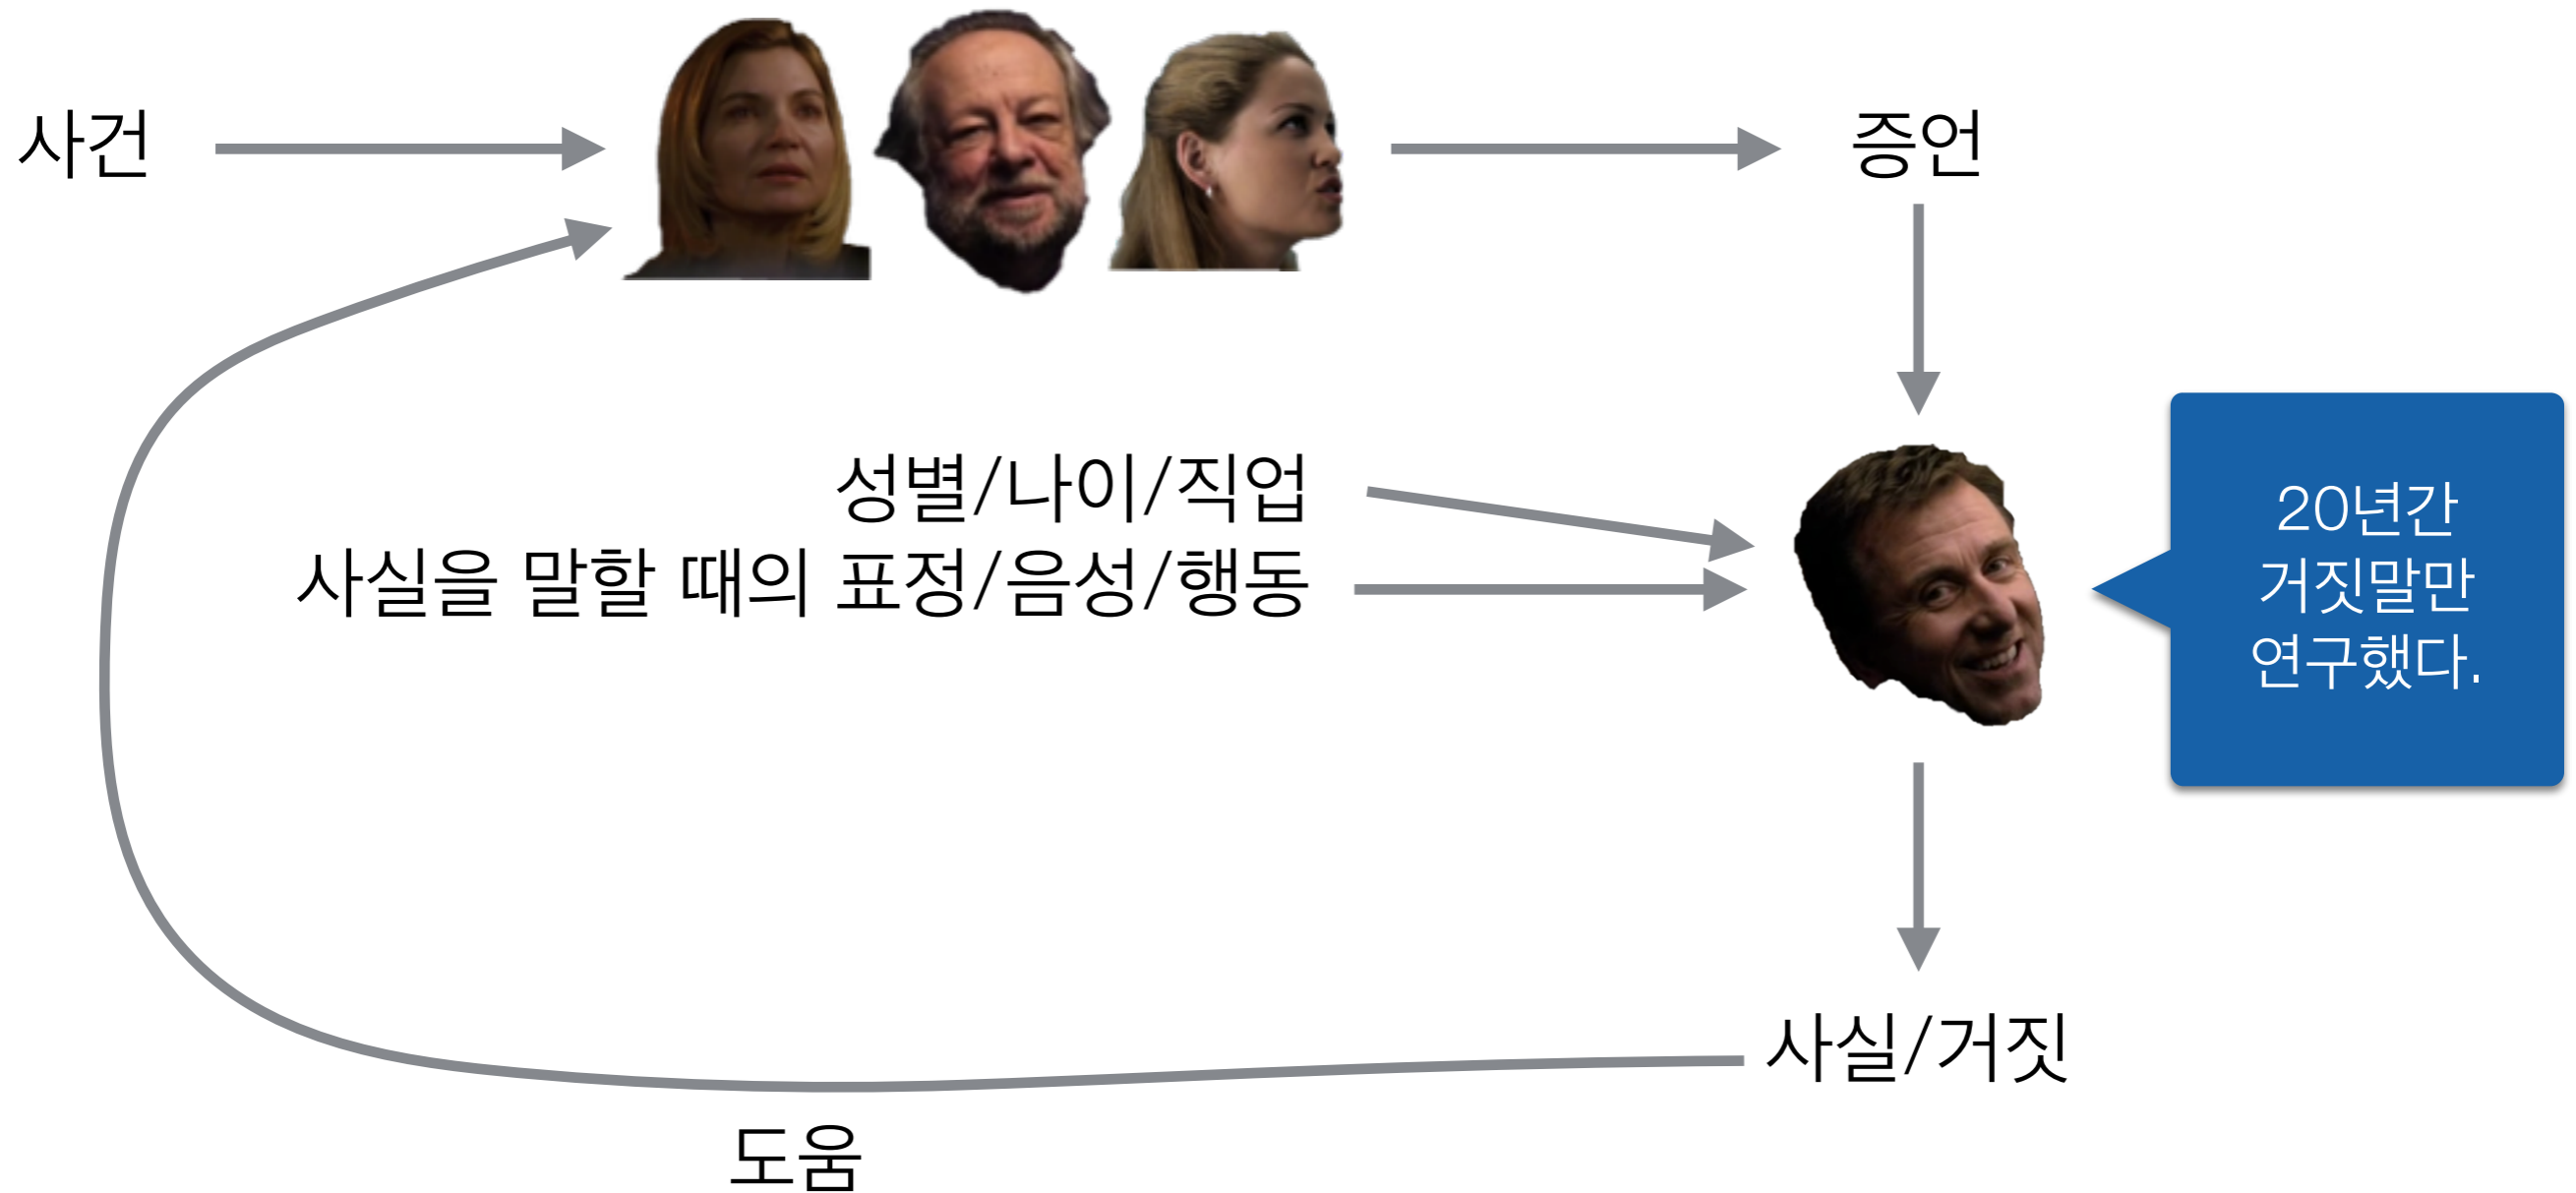 사건
증언
성별/나이/직업
사실을 말할 때의 표정/음성/행동
20년간
거짓말만
연구했다.
사실/거짓
도움